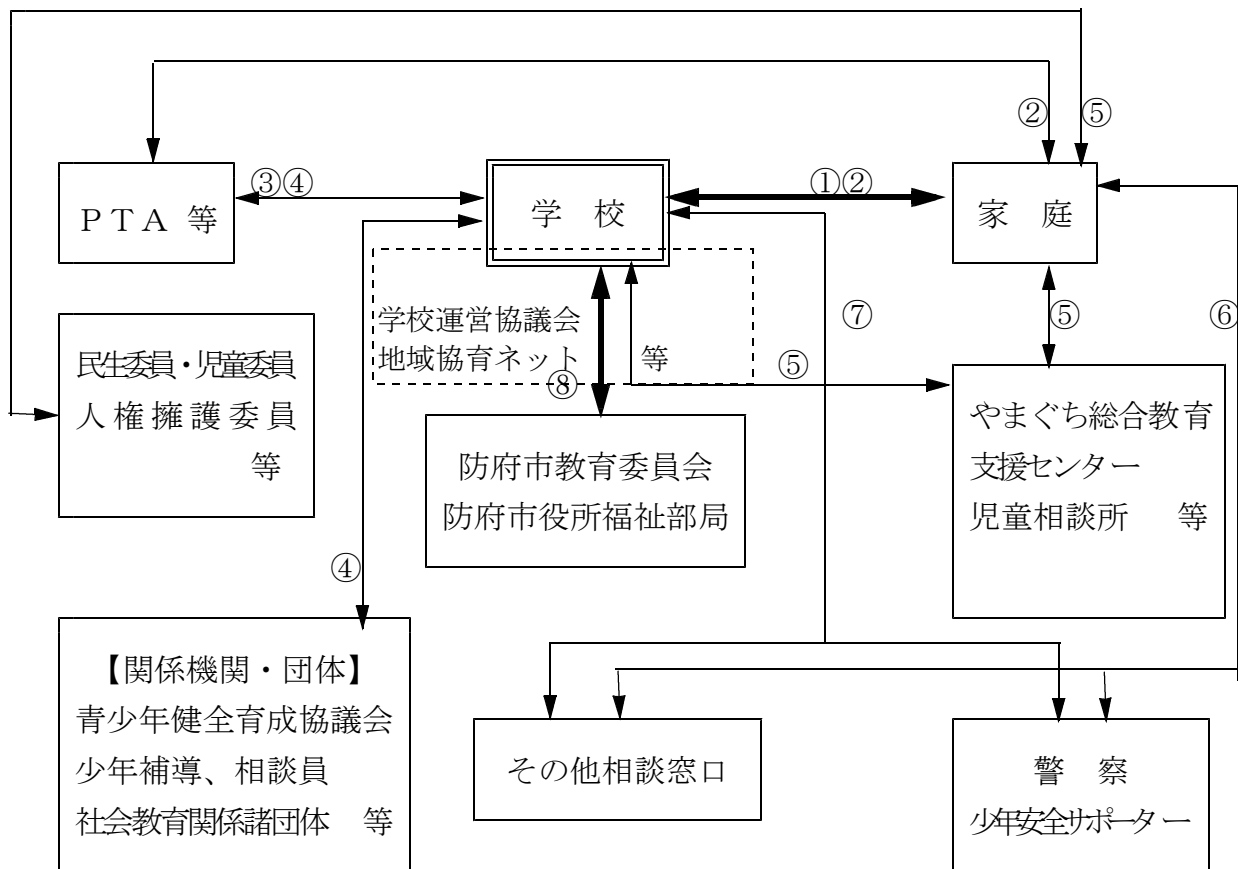 ② ⑤
ＰＴＡ 等
③④
学 校
①②
家 庭
学校運営協議会
地域協育ネット 等
⑦
⑥
⑤
⑤
⑧
民生委員・児童委員
人権擁護委員
等
防府市教育委員会
防府市役所福祉部局
やまぐち総合教育
支援センター
児童相談所 等
④
【関係機関・団体】
青少年健全育成協議会
少年補導、相談員
社会教育関係諸団体 等
その他相談窓口
警 察
少年安全サポーター